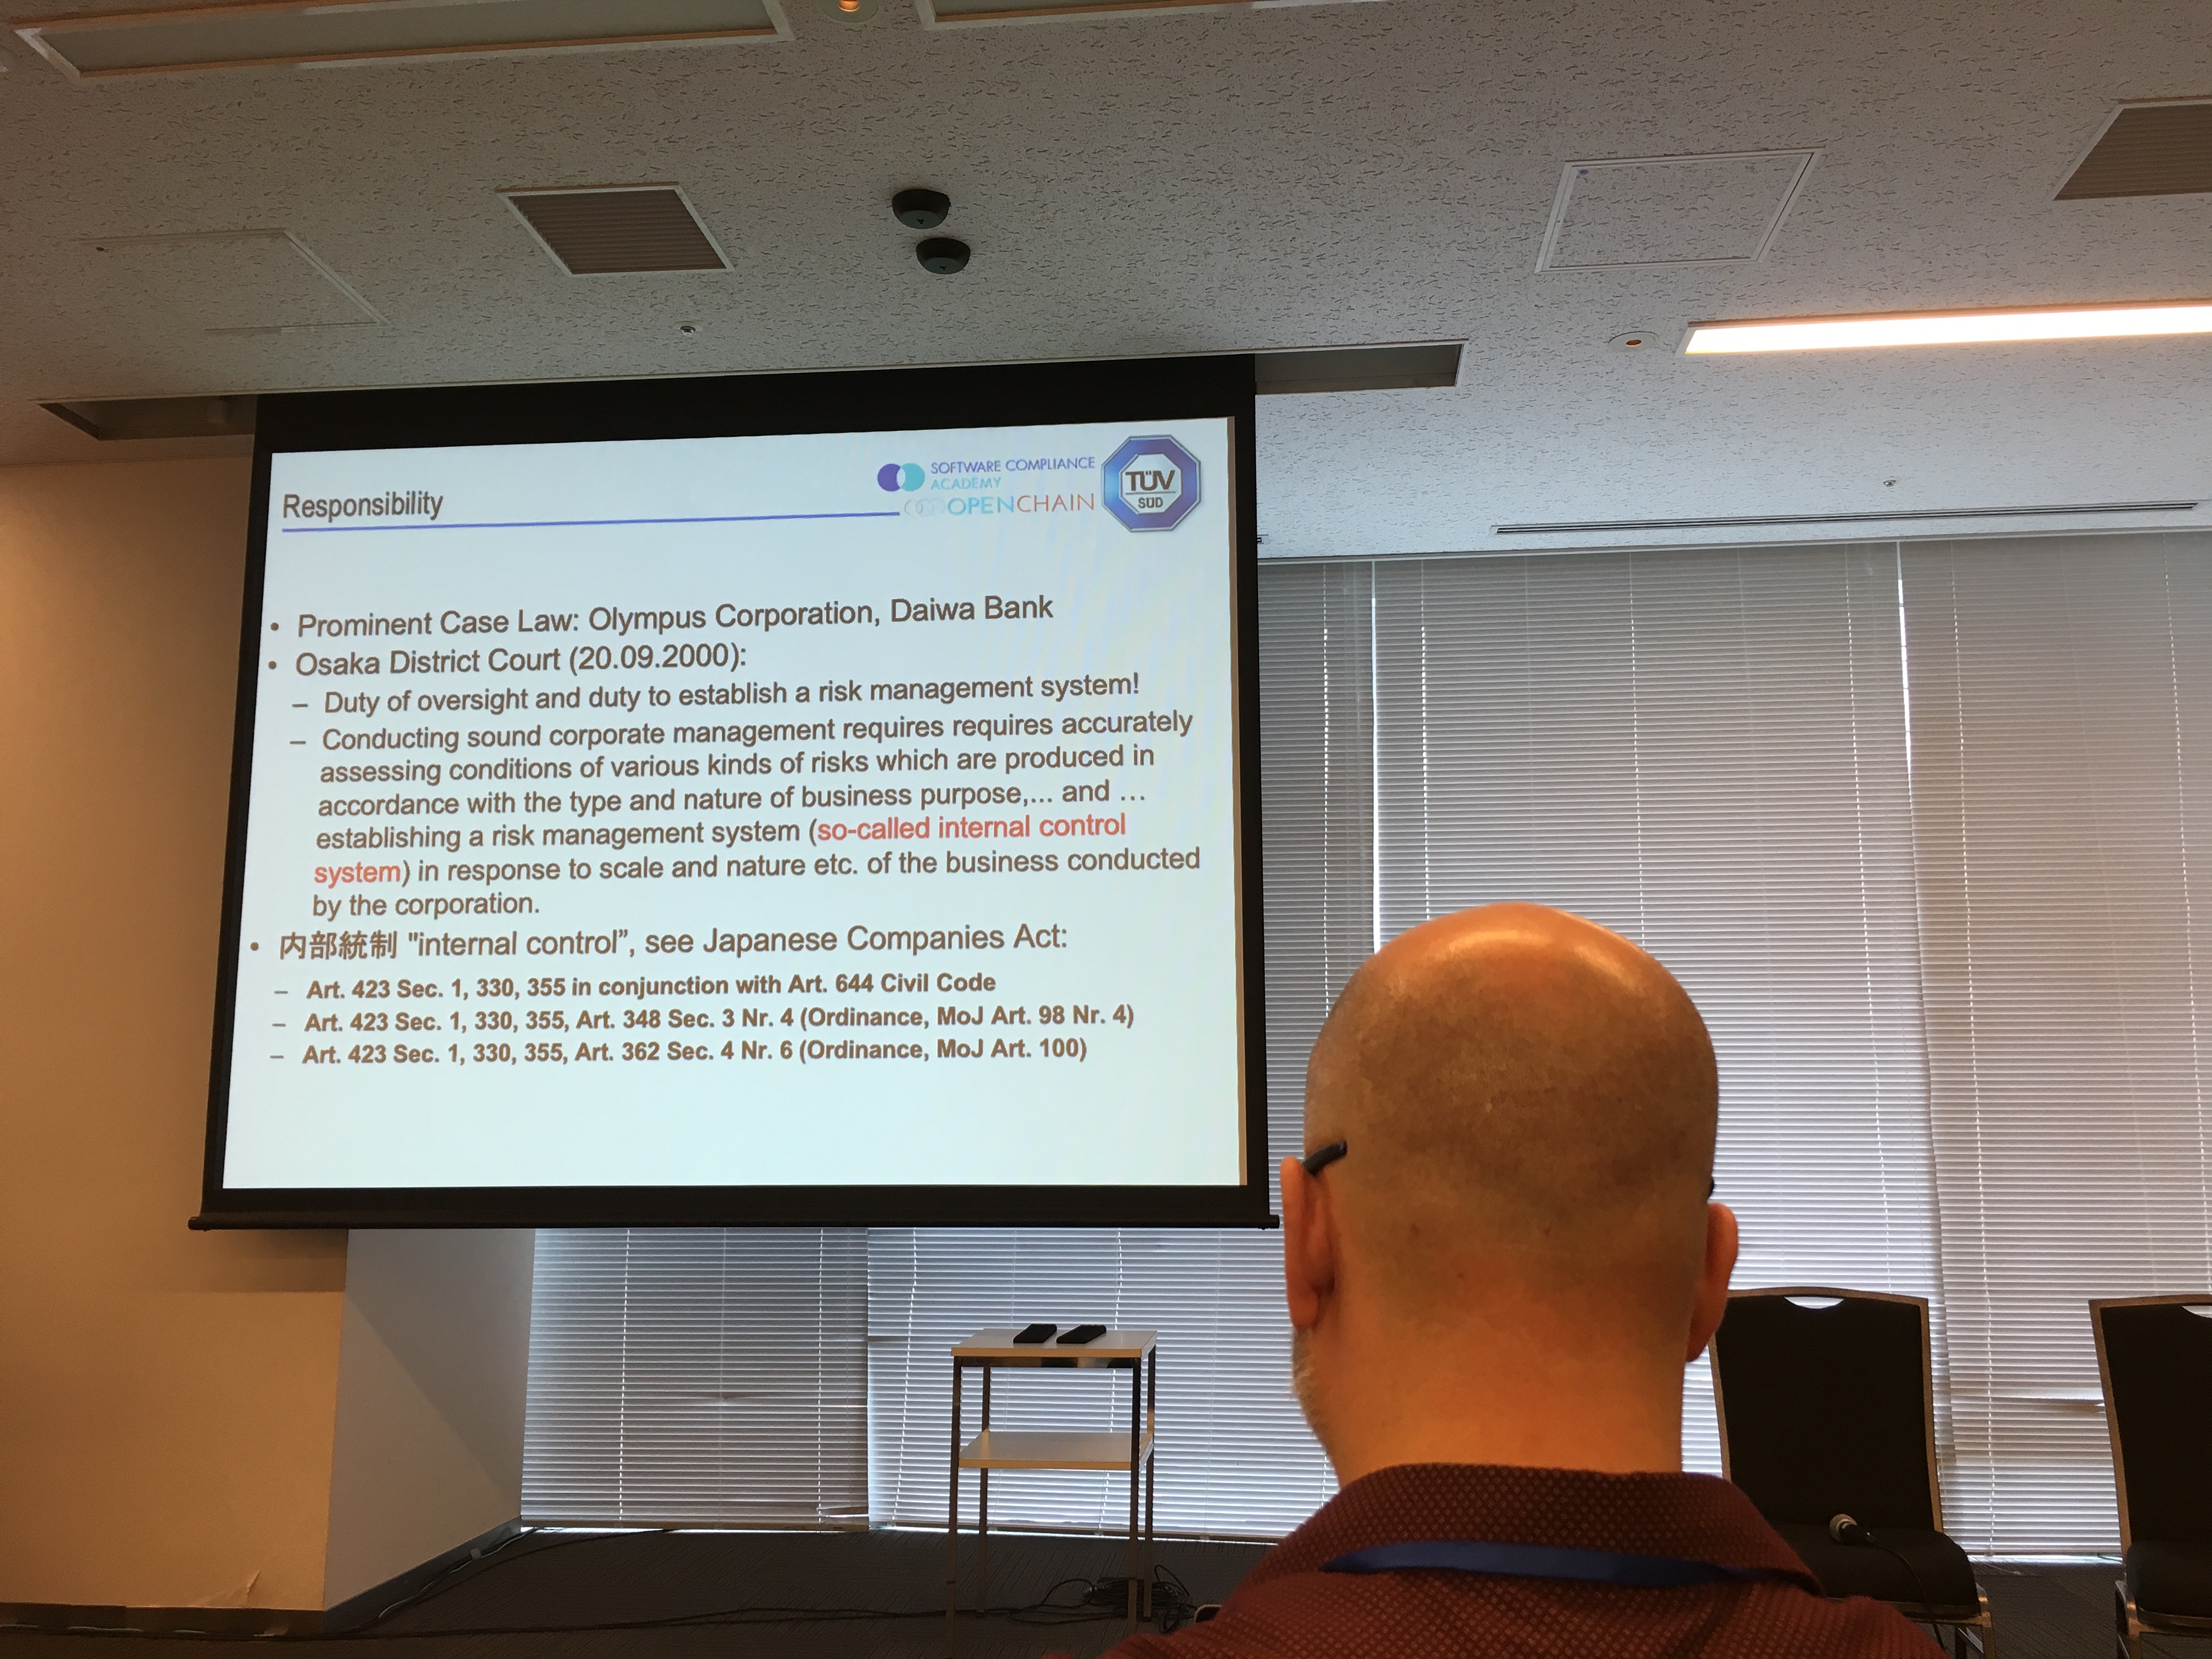 Responsibility
SOFTWARE COMPLIANCE
ACADEMY
OPENCHAIN
TÜV
SÜD
• Prominent Case Law: Olympus Corporation, Daiwa Bank
• Osaka District Court (20.09.2000):
– Duty of oversight and duty to establish a risk management system!
– Conducting sound corporate management requires requires accurately
assessing conditions of various kinds of risks which are produced in
accordance with the type and nature of business purpose,... and ...
establishing a risk management system (so-called internal control
system) in response to scale and nature etc. of the business conducted
by the corporation.
• 内部統制 "internal control”, see Japanese Companies Act:
– Art. 423 Sec. 1, 330, 355 in conjunction with Art. 644 Civil Code
– Art. 423 Sec. 1, 330, 355, Art. 348 Sec. 3 Nr. 4 (Ordinance, MoJ Art. 98 Nr. 4)
– Art. 423 Sec. 1, 330, 355, Art. 362 Sec. 4 Nr. 6 (Ordinance, MoJ Art. 100)